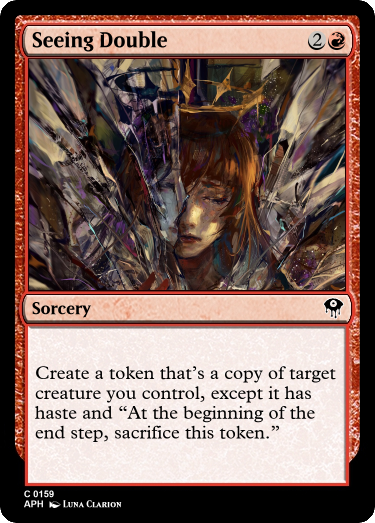 Seeing Double 2
Sorcery
Create a token that's a copy of target
creature you control, except it has
haste and “At the beginning of the
end step, sacrifice this token.”
C 0159
APH Luna Clarion